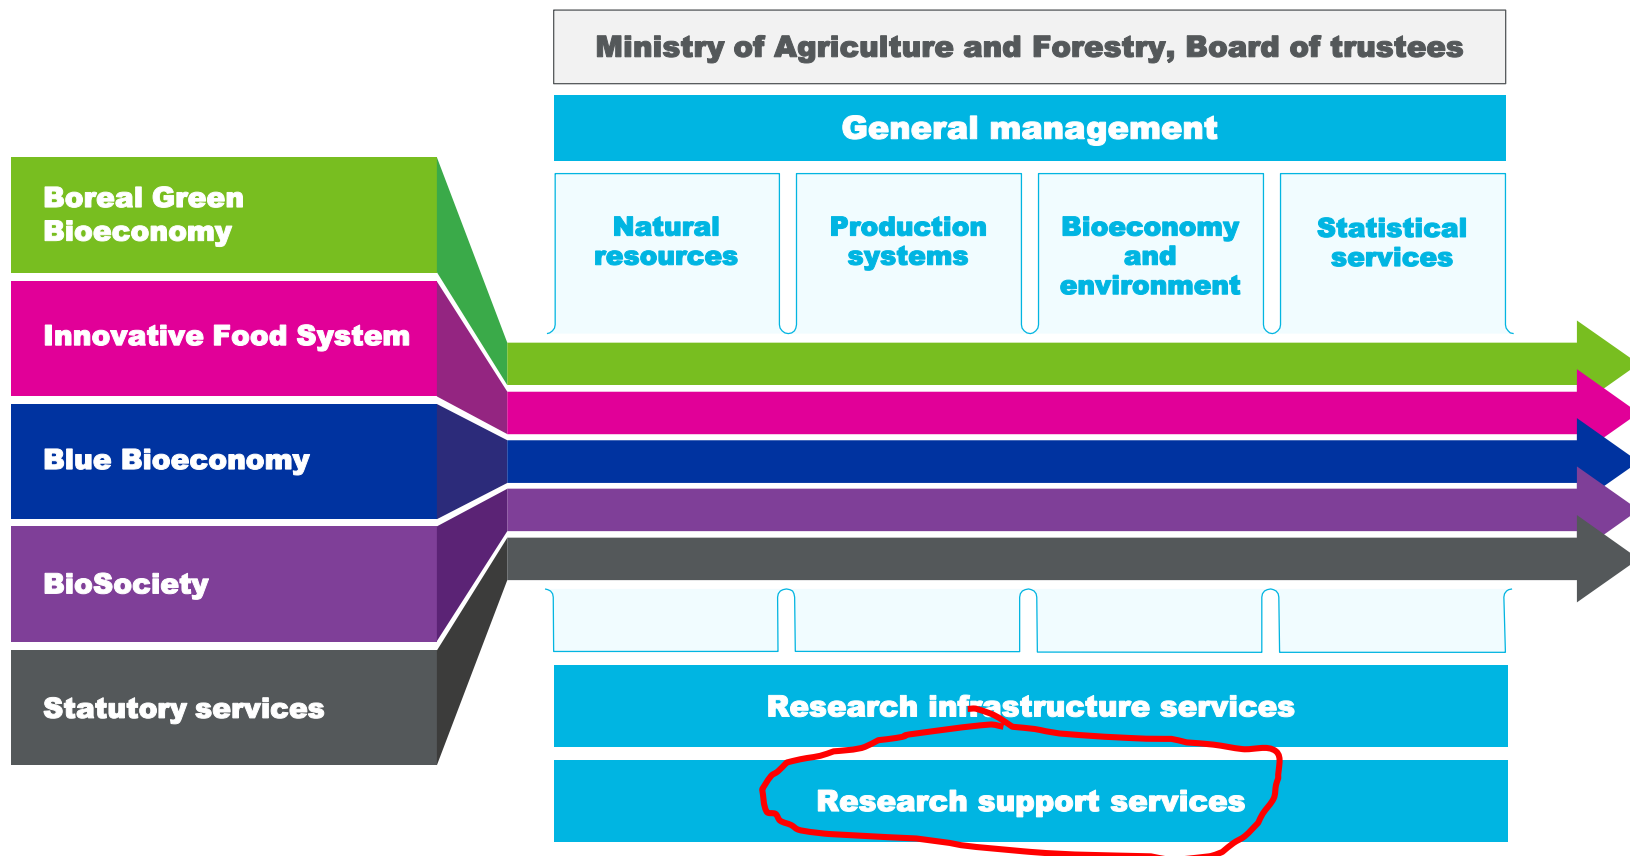 Ministry of Agriculture and Forestry, Board of trustees
General management
Boreal Green
Bioeconomy
Innovative Food System
Blue Bioeconomy
BioSociety
Statutory services
Natural
resources
Production
systems
Bioeconomy
and
environment
Statistical
services
Research infrastructure services
Research support services